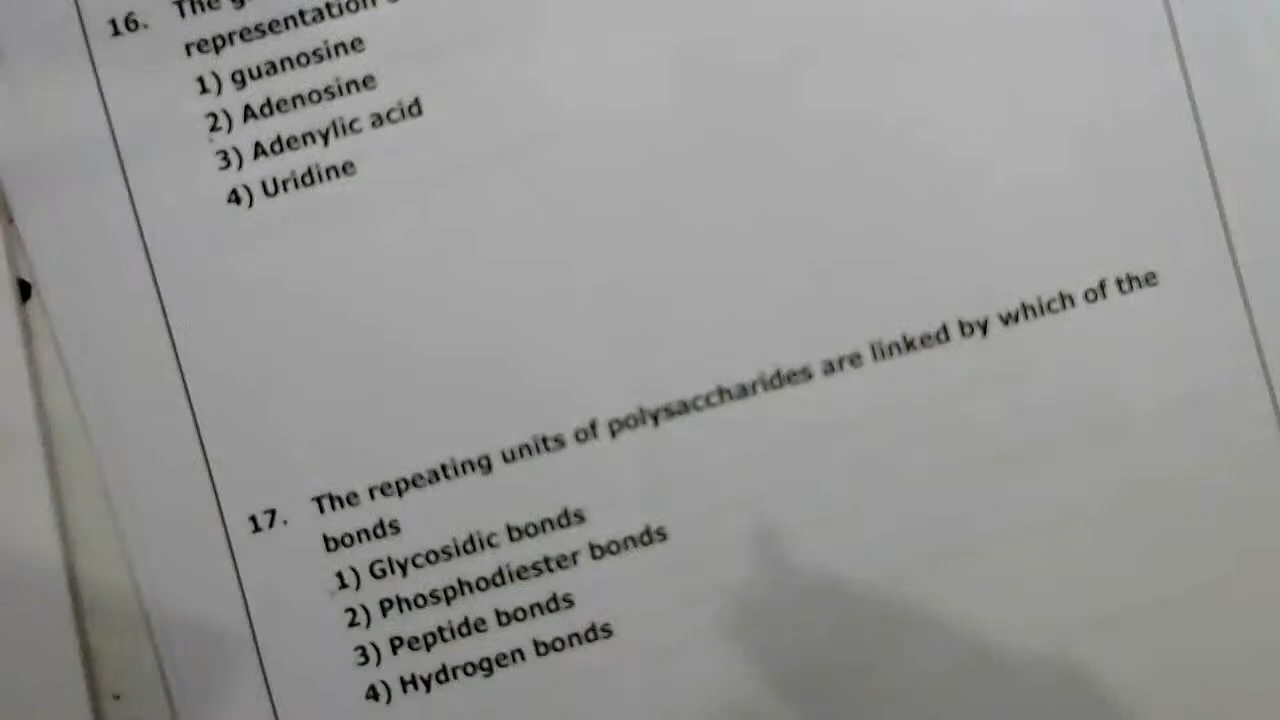 16. The
representation
1) guanosine
2) Adenosine
3) Adenylic acid
4) Uridine
17. The repeating units of polysaccharides are linked by which of the
bonds
1) Glycosidic bonds
2) Phosphodiester bonds
3) Peptide bonds
4) Hydrogen bonds